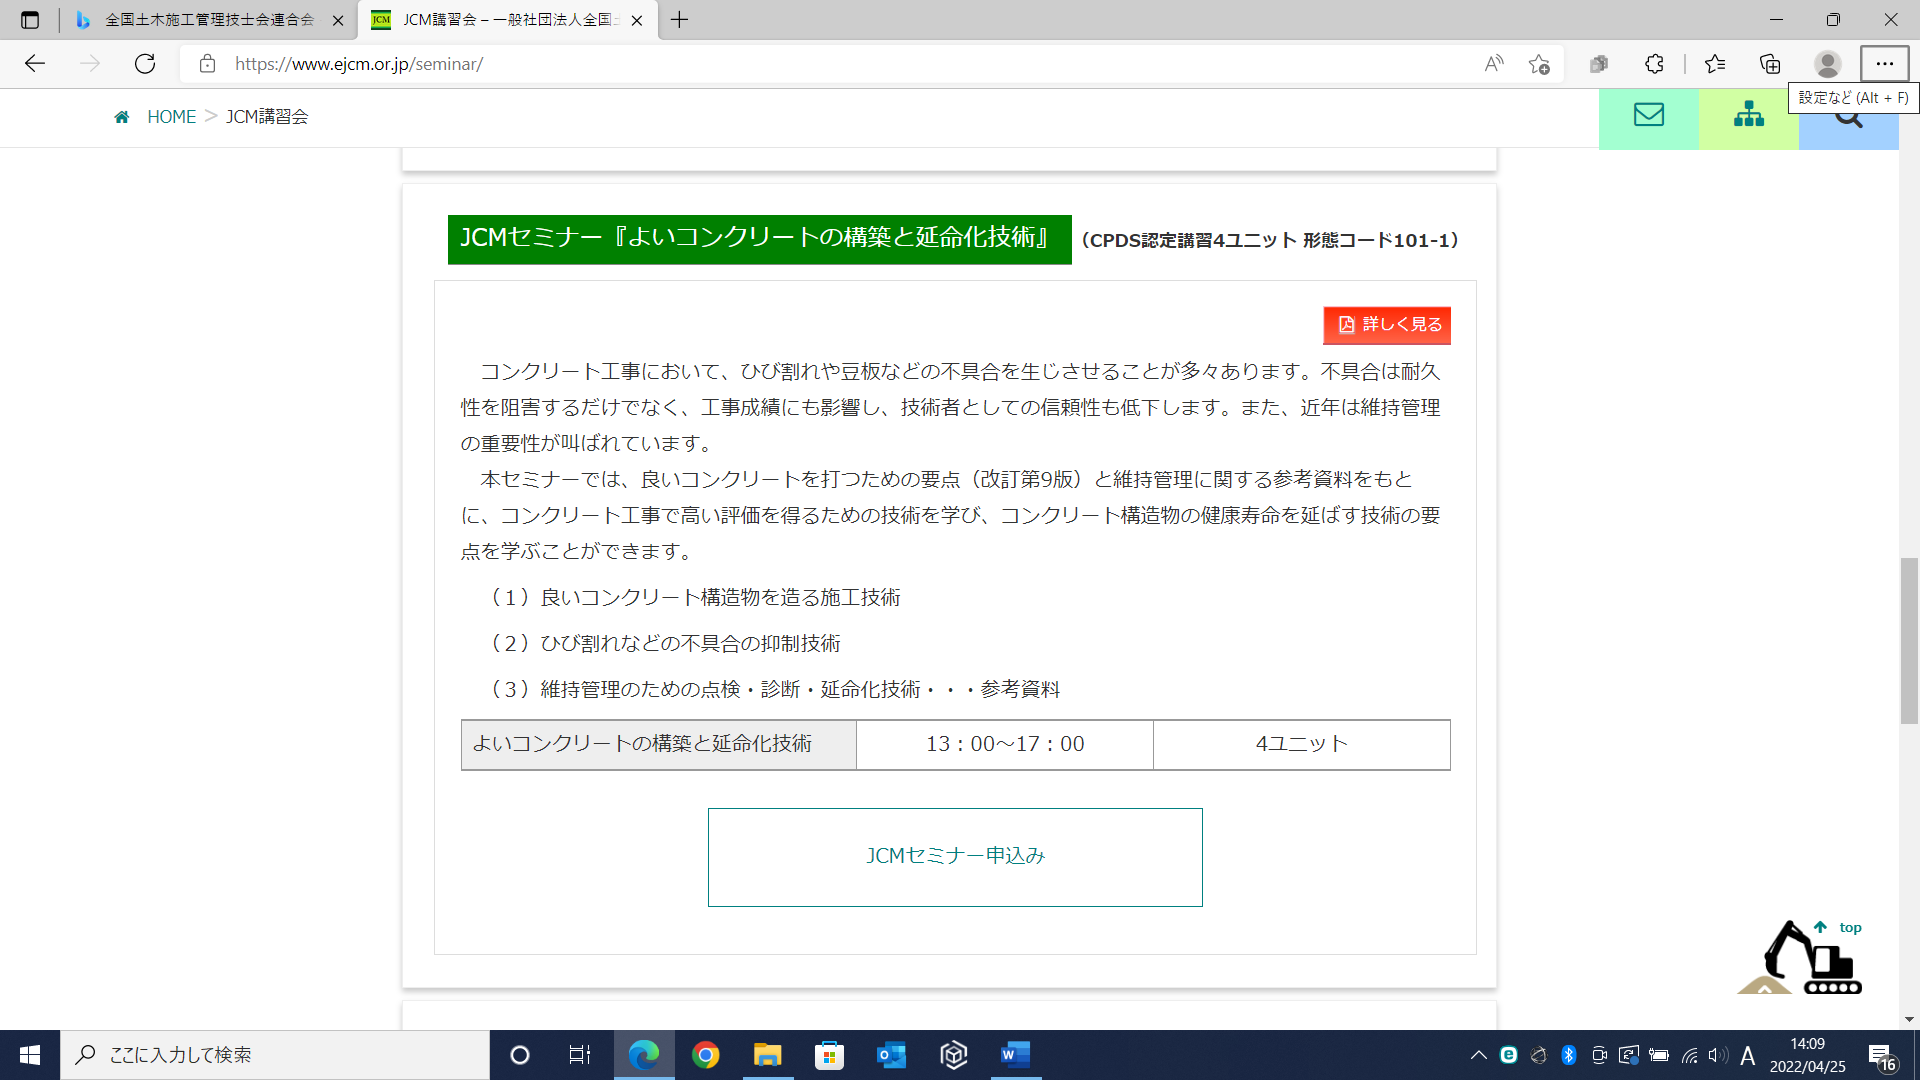 全国土木施工管理技士会連合会
JCM JCM講習会 – 一般社団法人全国
https://www.ejcm.or.jp/seminar/
設定など (Alt + F)
HOME > JCM講習会
JCMセミナー『よいコンクリートの構築と延命化技術』 （CPDS認定講習4ユニット 形態コード101-1）
詳しく見る
コンクリート工事において、ひび割れや豆板などの不具合を生じさせることが多々あります。不具合は耐久
性を阻害するだけでなく、工事成績にも影響し、技術者としての信頼性も低下します。また、近年は維持管理
の重要性が叫ばれています。
本セミナーでは、良いコンクリートを打つための要点（改訂第9版）と維持管理に関する参考資料をもと
に、コンクリート工事で高い評価を得るための技術を学び、コンクリート構造物の健康寿命を延ばす技術の要
点を学ぶことができます。
（1）良いコンクリート構造物を造る施工技術
（2）ひび割れなどの不具合の抑制技術
（3）維持管理のための点検・診断・延命化技術・・・参考資料
よいコンクリートの構築と延命化技術 13：00～17：00 4ユニット
JCMセミナー申込み
top
ここに入力して検索
A
14:09
2022/04/25
16